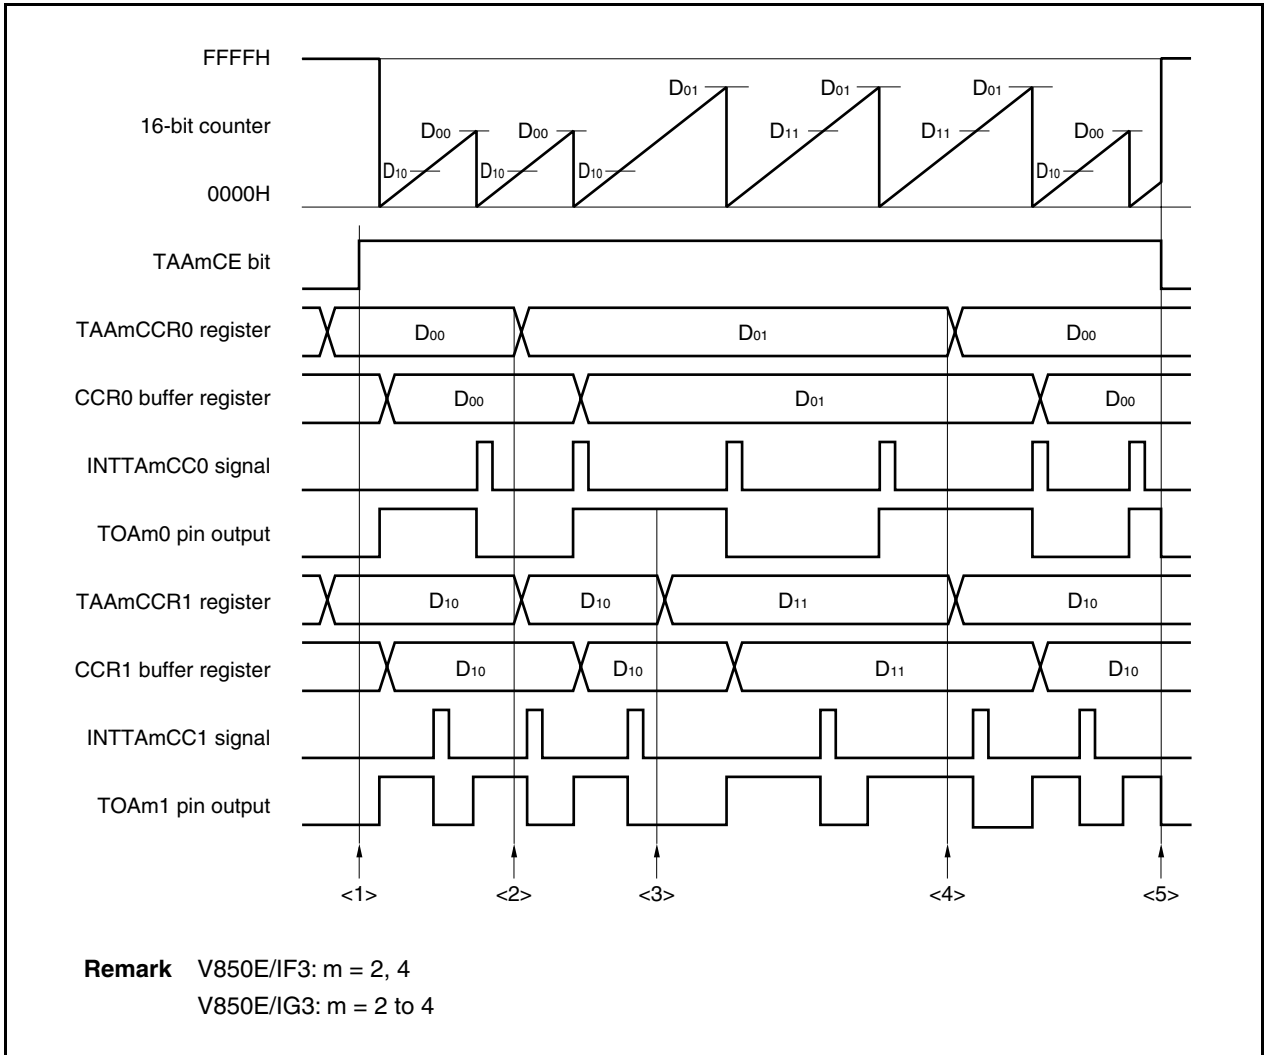 FFFFH
D01 D01 D01
16-bit counter
D00 D00 D11 D11 D00
D10 D10 D10 D10
0000H
TAAmCE bit
TAAmCCR0 register D00 D01 D00
CCR0 buffer register D00 D01 D00
INTTAmCC0 signal
TOAm0 pin output
TAAmCCR1 register D10 D10 D11 D10
CCR1 buffer register D10 D10 D11 D10
INTTAmCC1 signal
TOAm1 pin output
<1> <2> <3> <4> <5>
Remark V850E/IF3: m = 2, 4
V850E/IG3: m = 2 to 4